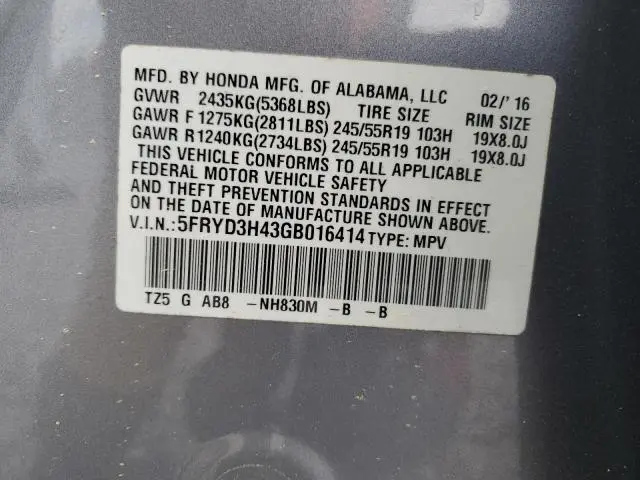 MFD. BY HONDA MFG. OF ALABAMA, LLC 02/' 16
GVWR 2435KG(5368LBS) TIRE SIZE RIM SIZE
GAWR F 1275KG(2811LBS) 245/55R19 103H 19X8.0J
GAWR R1240KG(2734LBS) 245/55R19 103H 19X8.0J
THIS VEHICLE CONFORMS TO ALL APPLICABLE
FEDERAL MOTOR VEHICLE SAFETY
AND THEFT PREVENTION STANDARDS IN
EFFECT ON THE DATE OF MANUFACTURE SHOWN ABOVE.
V.I.N.:5FRYD3H43GB016414 TYPE: MPV
TZ5 G AB8 -NH830M -B -B